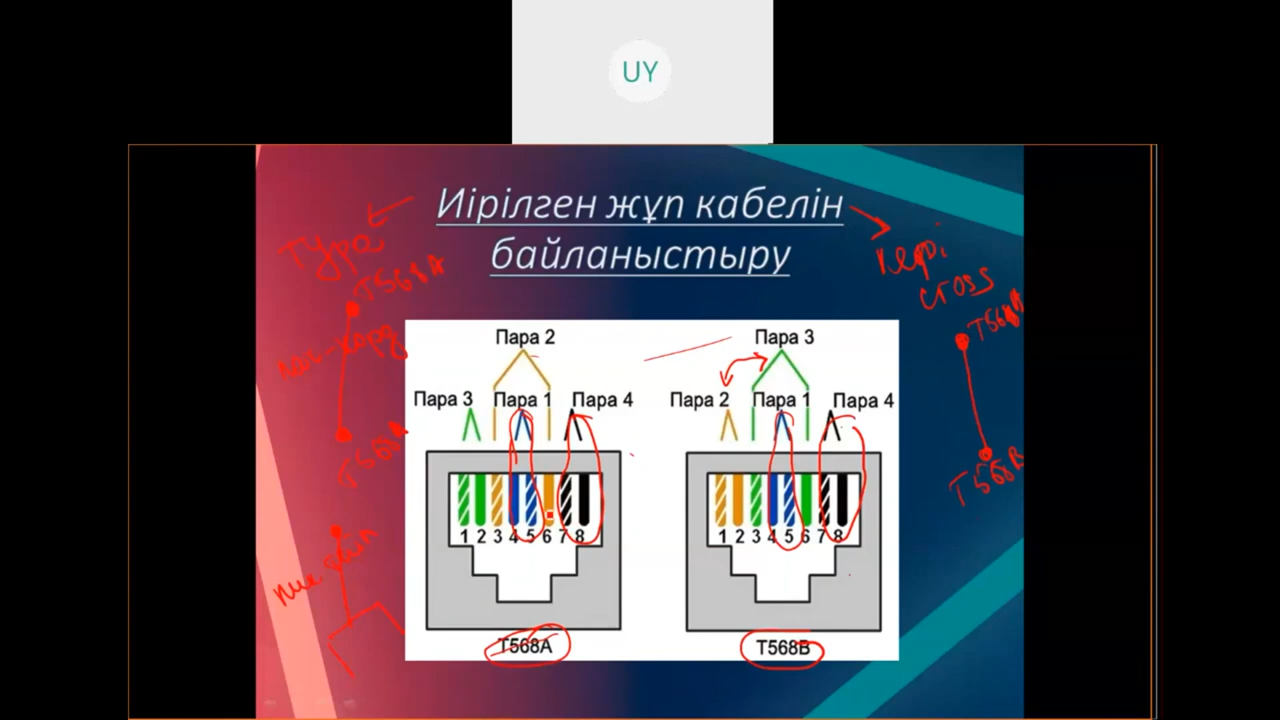 UY
Иірілген жұп кабелін
байланыстыру
тура
T568A
T568A
кері
cross
T568A
T568B
Пара 2
Пара 3 Пара 1 Пара 4
1 2 3 4 5 6 7 8
T568A
Пара 3
Пара 2 Пара 1 Пара 4
1 2 3 4 5 6 7 8
T568B